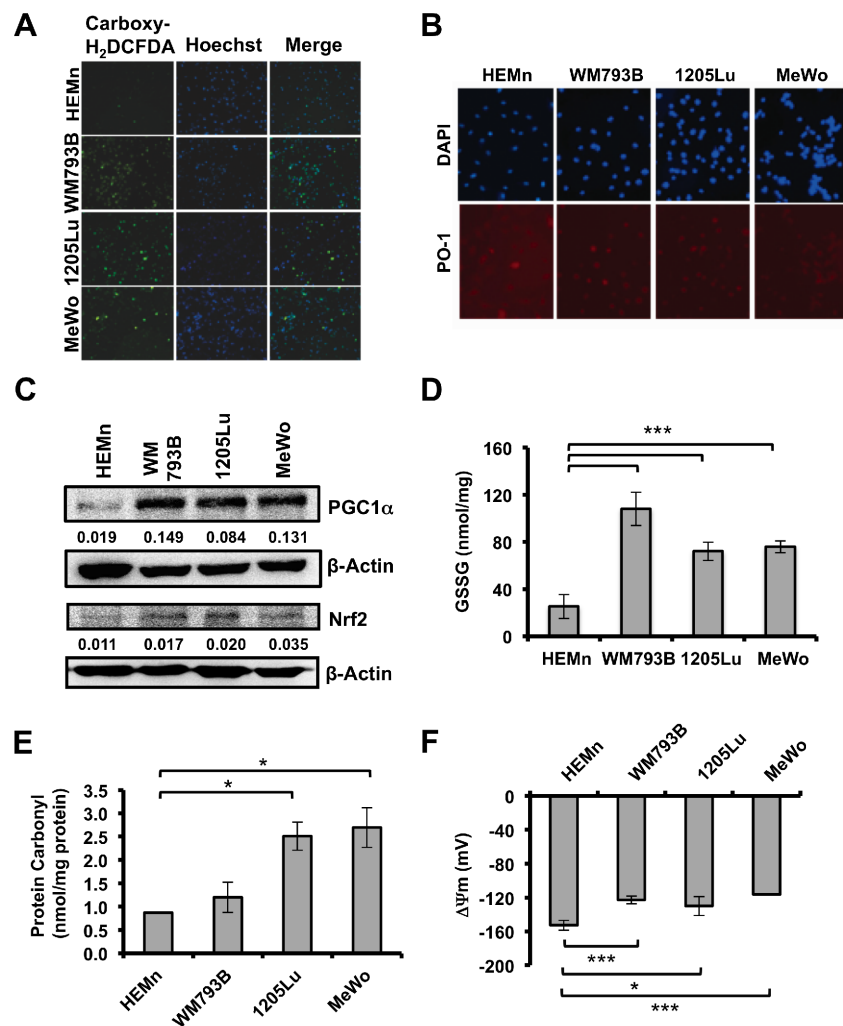 A
Carboxy-
H₂DCFDA Hoechst Merge
HEMn
WM793B
1205Lu
MeWo
B
HEMn WM793B 1205Lu MeWo
DAPI
PO-1
C
HEMn WM 793B 1205Lu MeWo
PGC1α
0.019 0.149 0.084 0.131
β-Actin
Nrf2
0.011 0.017 0.020 0.035
β-Actin
D
***
GSSG (nmol/mg)
160
120
80
40
0
HEMn WM793B 1205Lu MeWo
E
*
*
Protein Carbonyl
(nmol/mg protein)
3.5
3.0
2.5
2.0
1.5
1.0
0.5
0.0
HEMn WM793B 1205Lu MeWo
F
HEMn WM793B 1205Lu MeWo
ΔΨm (mV)
0
-40
-80
-120
-160
-200
***
*
***